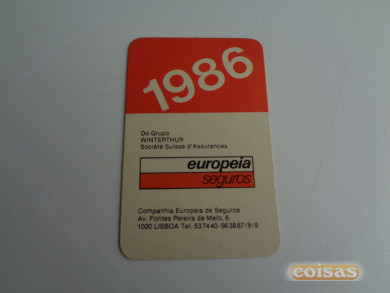 1986
Do Grupo
WINTERTHUR
Société Suisse d'Assurances
europeia
seguros
Companhia Europeia de Seguros
Av. Fontes Pereira de Melo, 6
1000 LISBOA Tel. 537440-563887/8/9
coisas